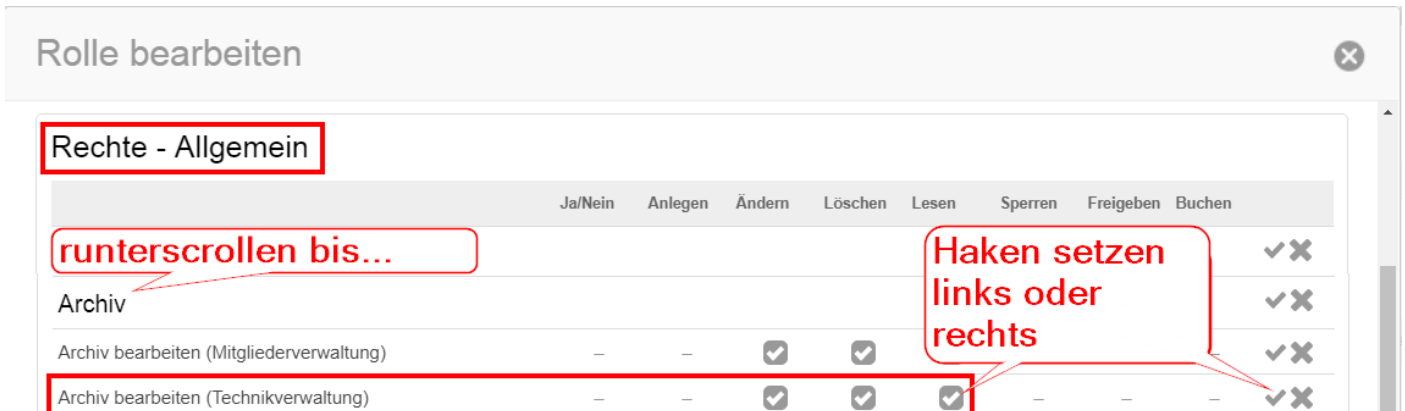 Rolle bearbeiten
Rechte - Allgemein
Ja/Nein Anlegen Ändern Löschen Lesen Sperren Freigeben Buchen
runterscrollen bis...
Haken setzen
links oder
rechts
Archiv
Archiv bearbeiten (Mitgliederverwaltung) – – –
Archiv bearbeiten (Technikverwaltung) – – – – –